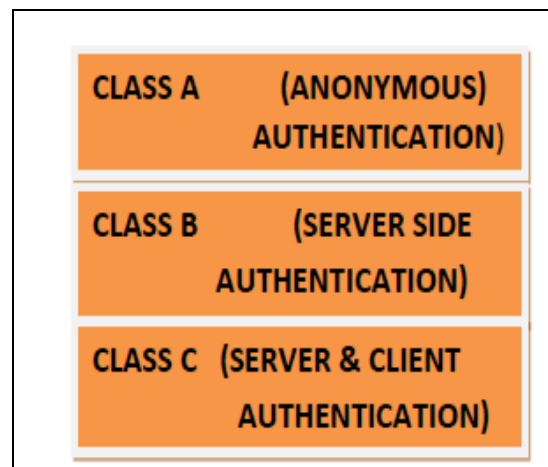 CLASS A (ANONYMOUS)
AUTHENTICATION)
CLASS B (SERVER SIDE
AUTHENTICATION)
CLASS C (SERVER & CLIENT
AUTHENTICATION)